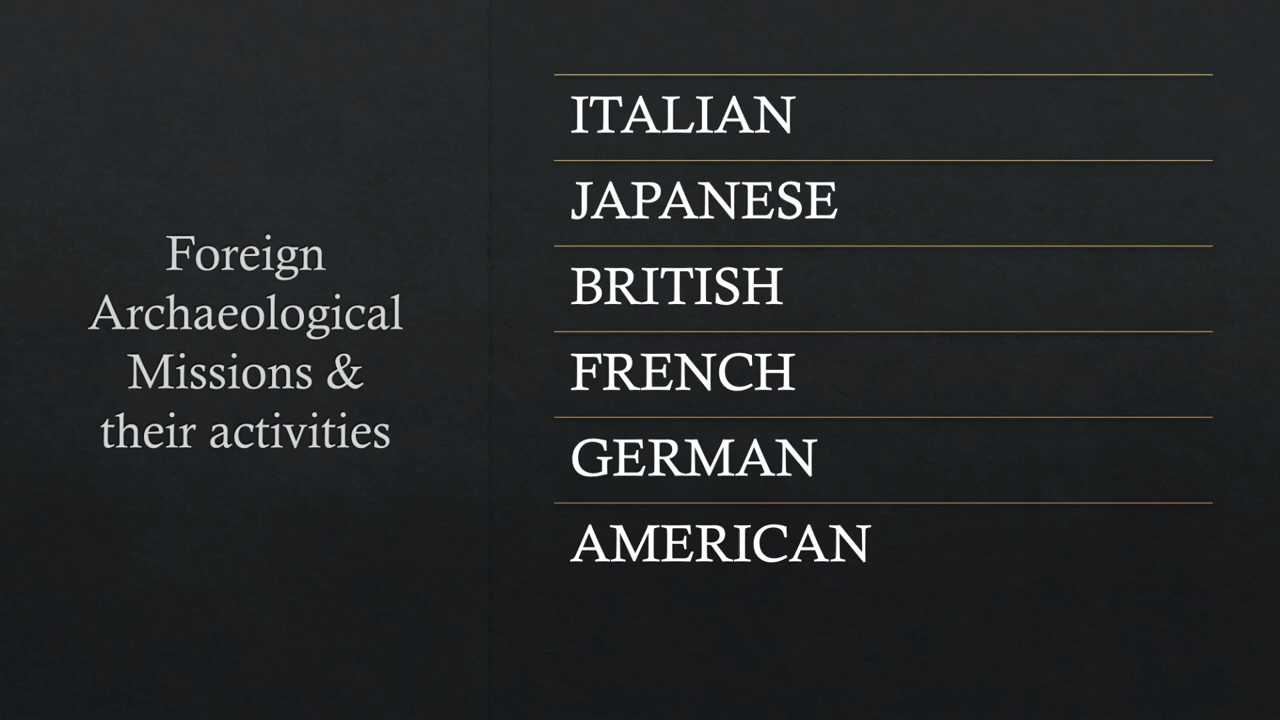 Foreign
Archaeological
Missions &
their activities
ITALIAN
JAPANESE
BRITISH
FRENCH
GERMAN
AMERICAN